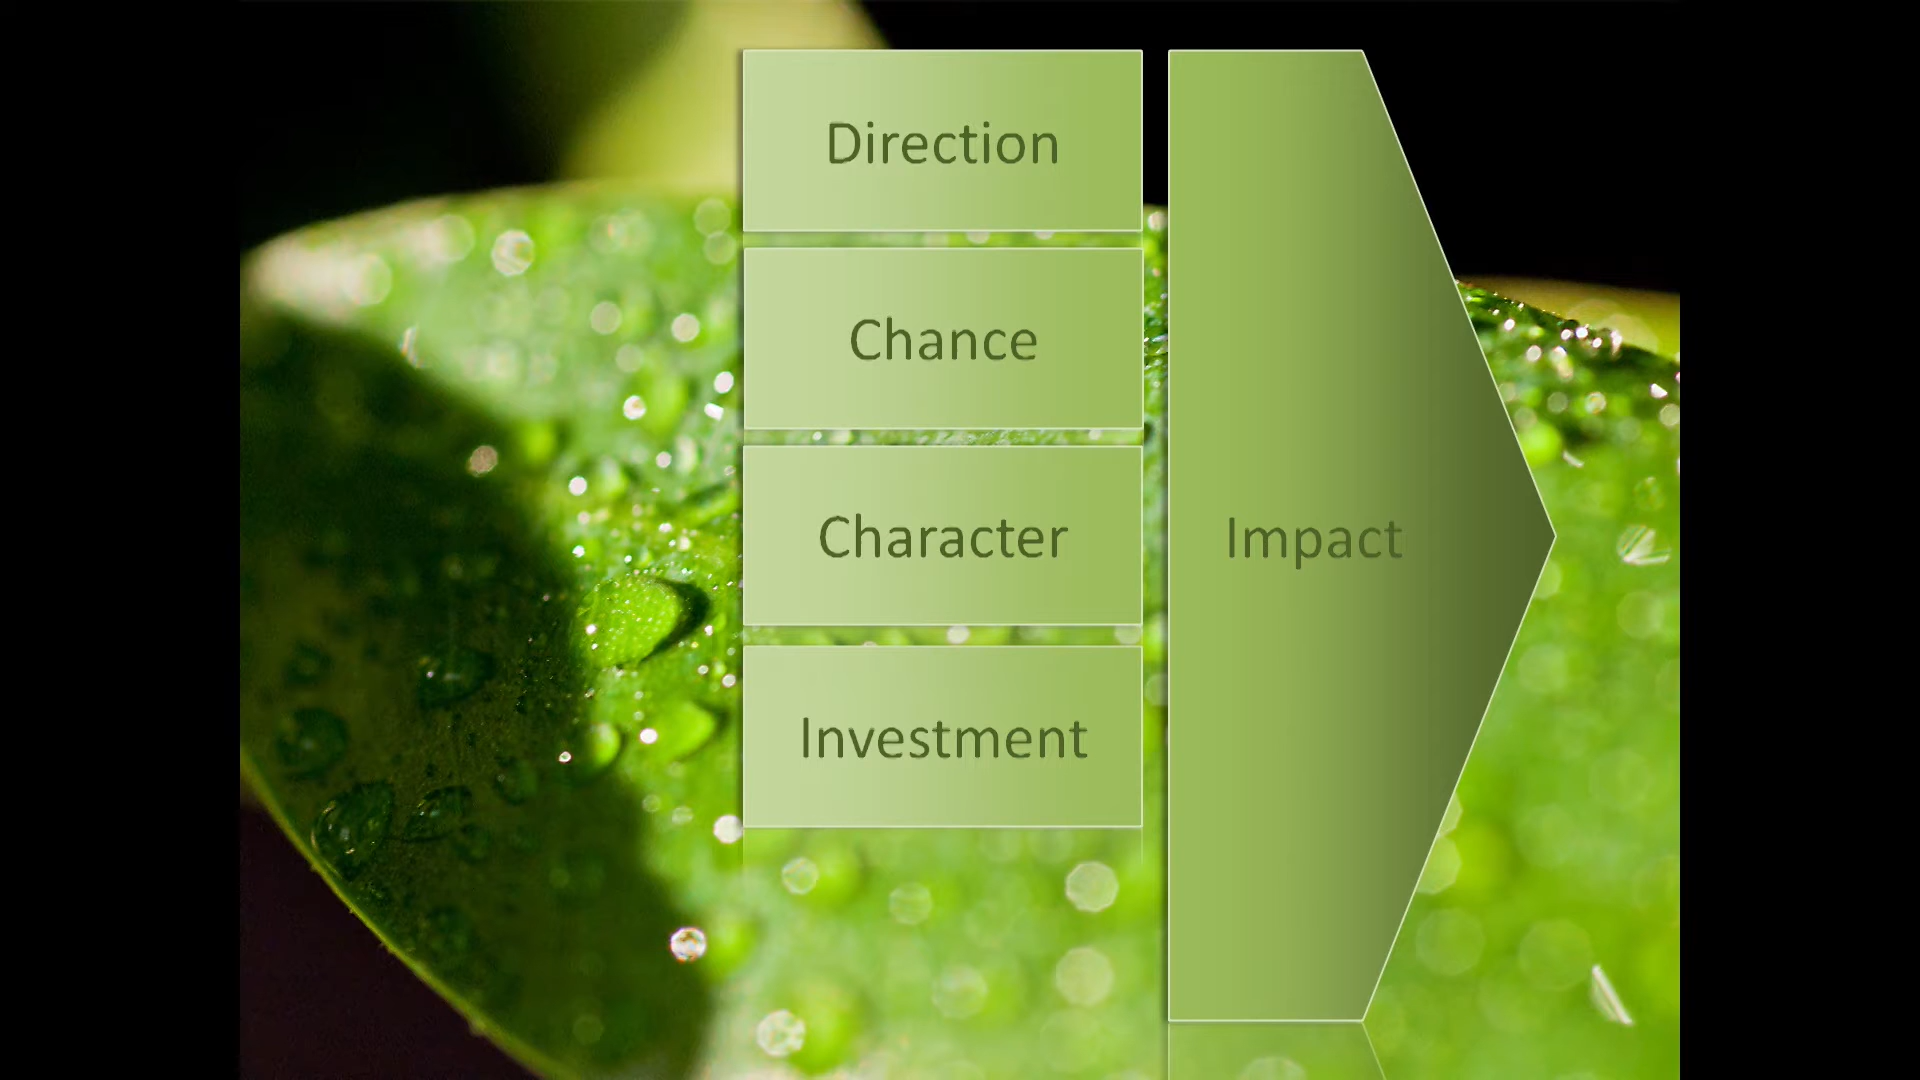 Direction
Chance
Character
Investment
Impact